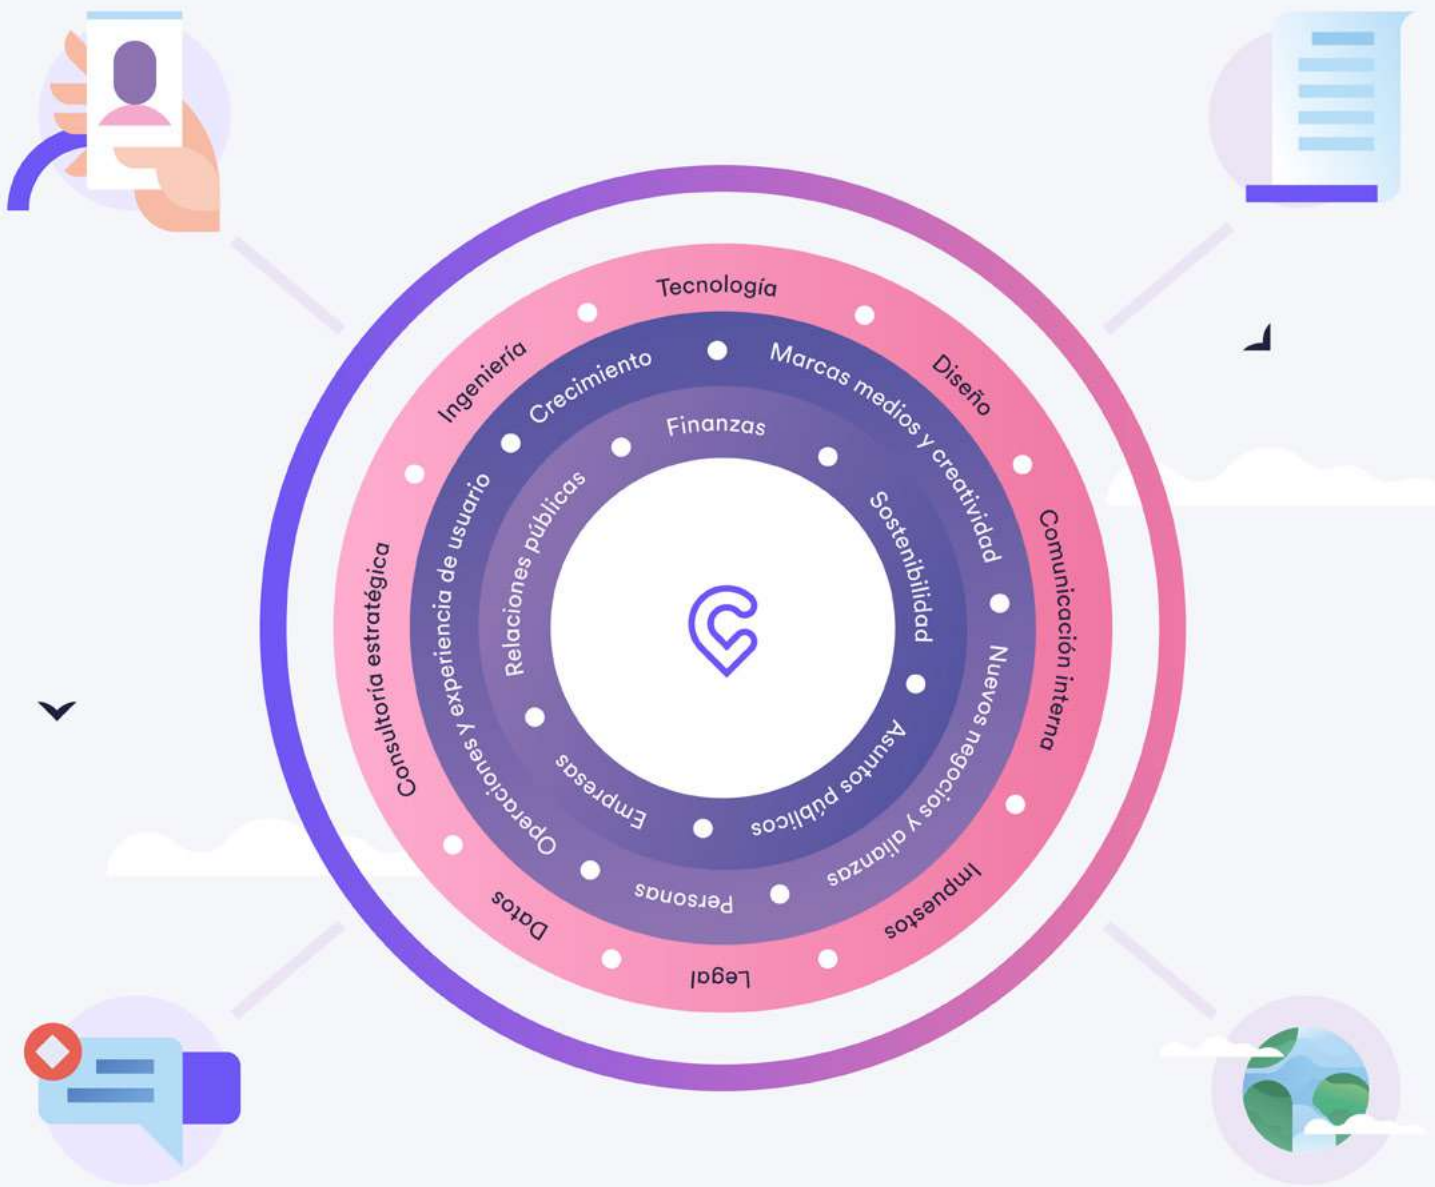 Tecnología
Diseño
Comunicación interna
Impuestos
Legal
Datos
Consultoría estratégica
Ingeniería
Crecimiento
Marcas medios y creatividad
Nuevos negocios y alianzas
Personas
Operaciones y experiencia de usuario
Finanzas
Sostenibilidad
Asuntos públicos
Empresas
Relaciones públicas